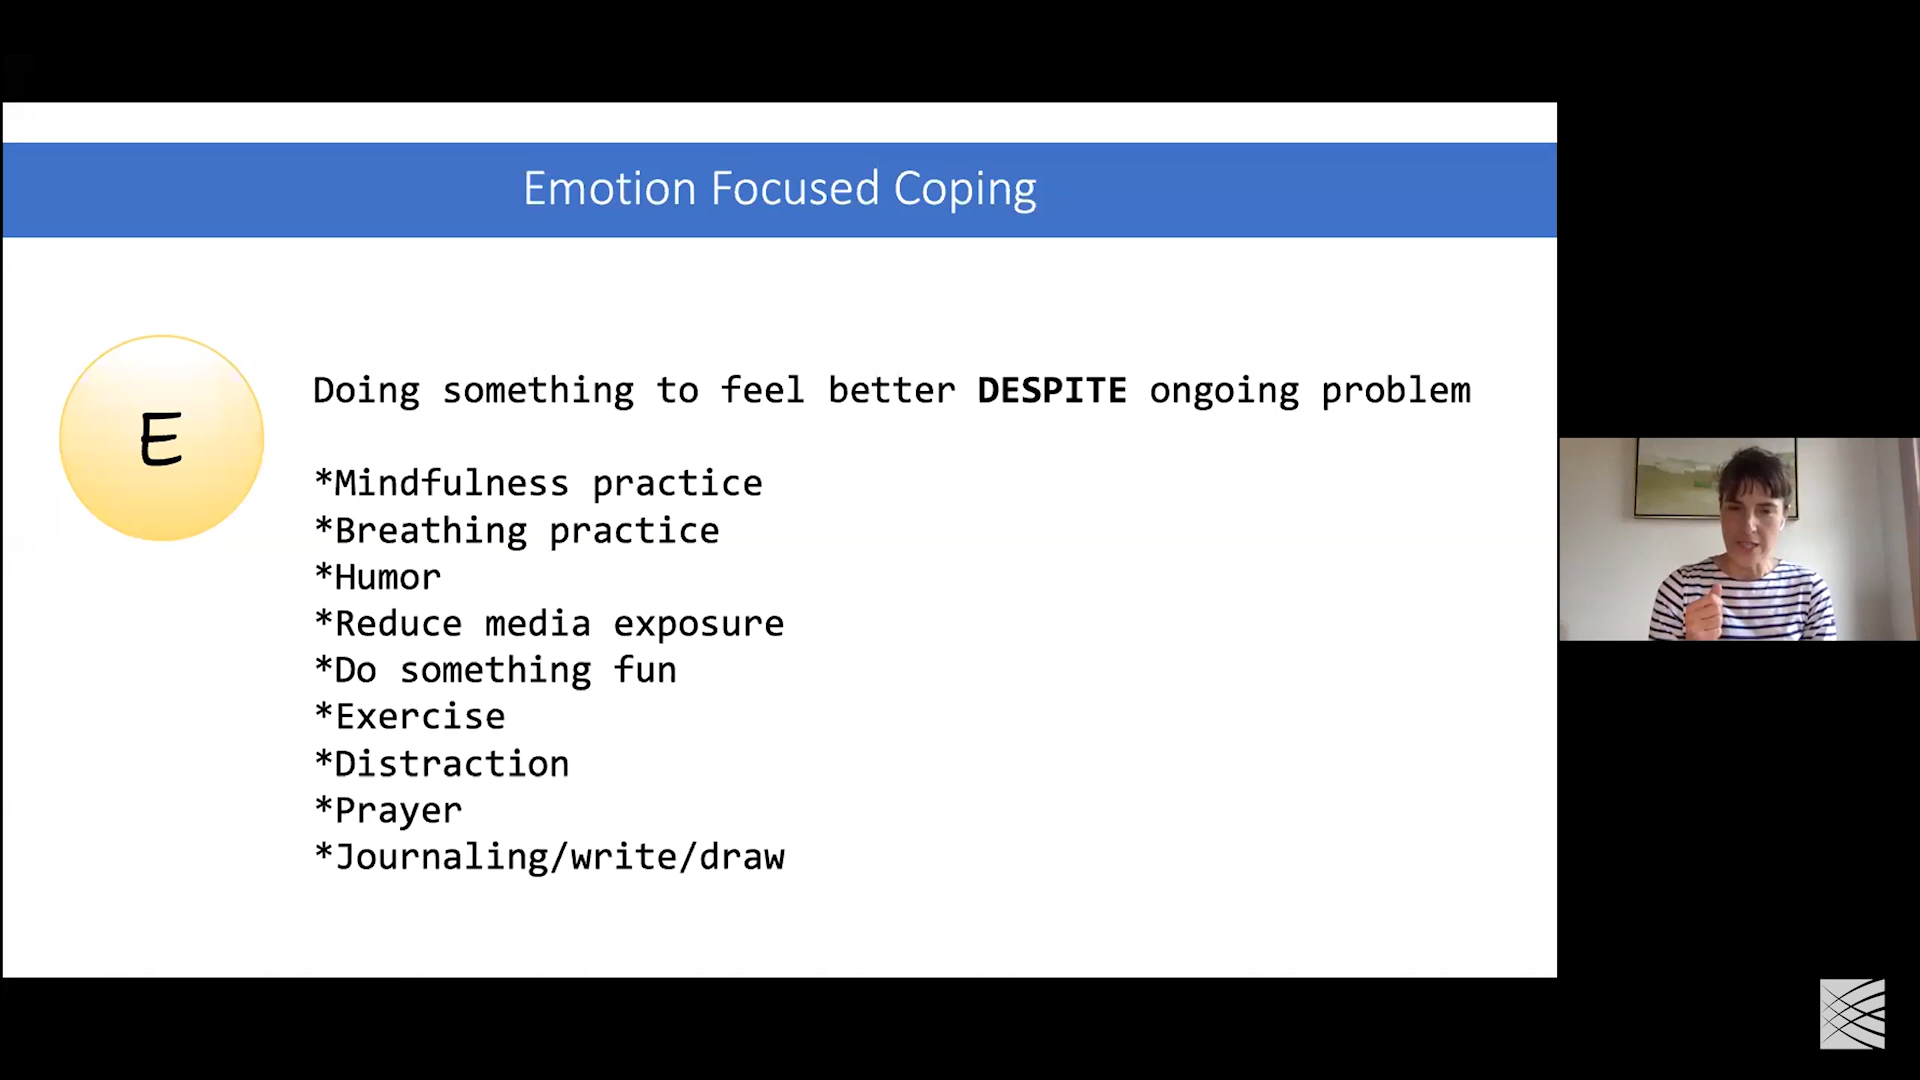 Emotion Focused Coping
E
Doing something to feel better DESPITE ongoing problem
*Mindfulness practice
*Breathing practice
*Humor
*Reduce media exposure
*Do something fun
*Exercise
*Distraction
*Prayer
*Journaling/write/draw